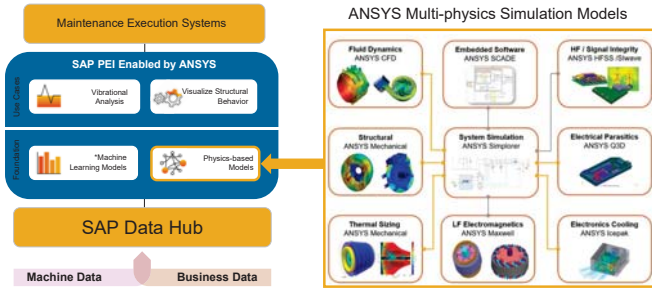 Maintenance Execution Systems
SAP PEI Enabled by ANSYS
Use Cases
Vibrational
Analysis
Visualize Structural
Behavior
Foundation
*Machine
Learning Models
Physics-based
Models
SAP Data Hub
Machine Data
Business Data
ANSYS Multi-physics Simulation Models
Fluid Dynamics
ANSYS CFD
Embedded Software
ANSYS SCADE
HF / Signal Integrity
ANSYS HFSS /SIwave
Structural
ANSYS Mechanical
System Simulation
ANSYS Simplorer
Electrical Parasitics
ANSYS Q3D
Thermal Sizing
ANSYS Mechanical
LF Electromagnetics
ANSYS Maxwell
Electronics Cooling
ANSYS Icepak